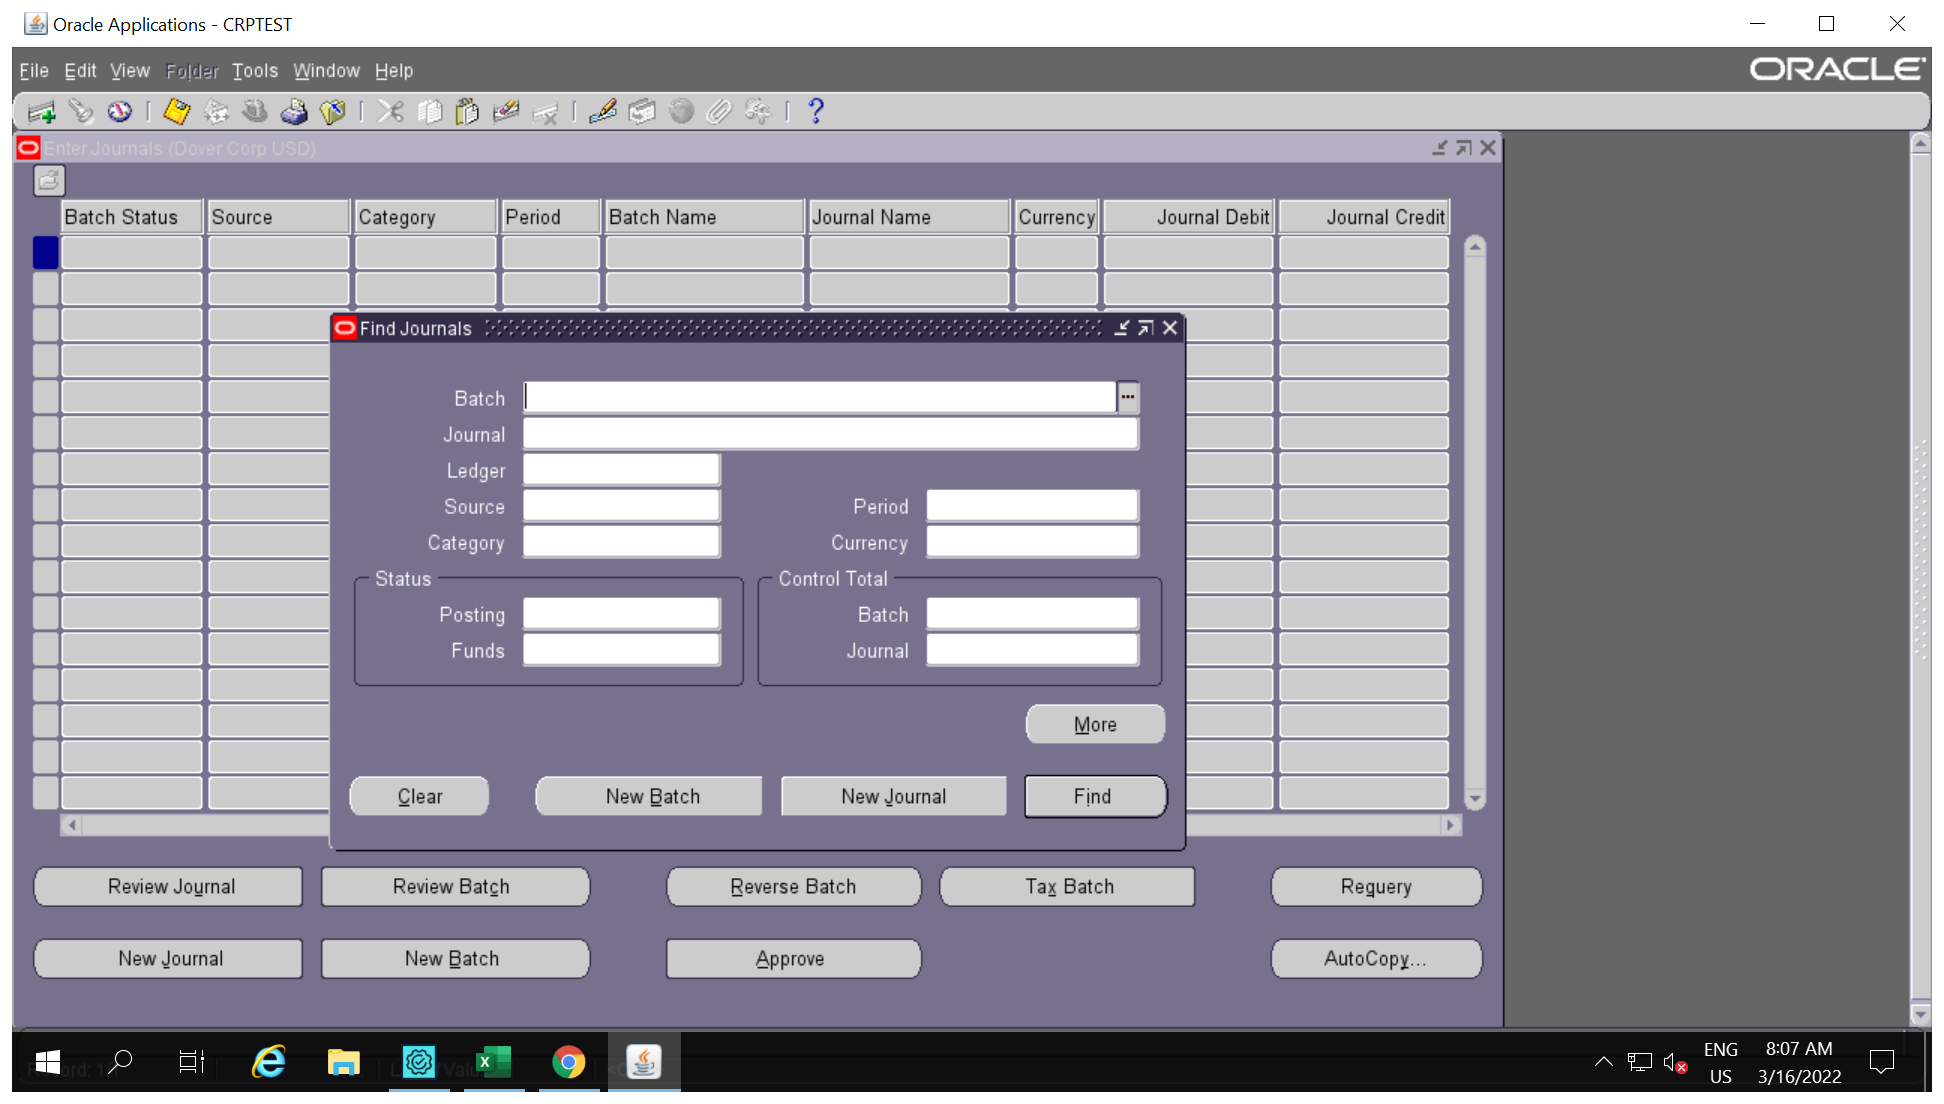 Oracle Applications - CRPTEST
File Edit View Folder Tools Window Help
ORACLE
Enter Journals (Dover Corp USD)
Batch Status Source Category Period Batch Name Journal Name Currency Journal Debit Journal Credit
Find Journals
Batch
Journal
Ledger
Source Period
Category Currency
Status Control Total
Posting Batch
Funds Journal
More
Clear New Batch New Journal Find
Review Journal Review Batch Reverse Batch Tax Batch Requery
New Journal New Batch Approve AutoCopy...
ENG 8:07 AM
US 3/16/2022